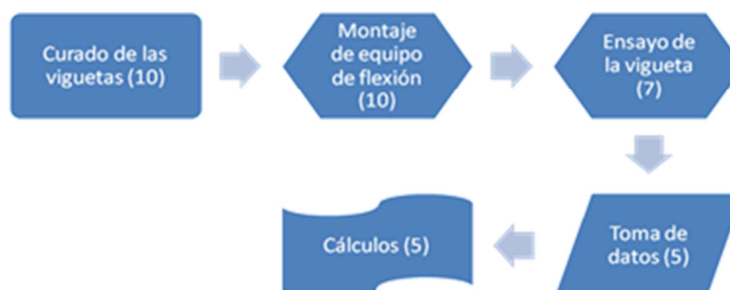 Curado de las
viguetas (10)
Montaje
de equipo
de flexión
(10)
Ensayo de
la vigueta
(7)
Toma de
datos (5)
Cálculos (5)